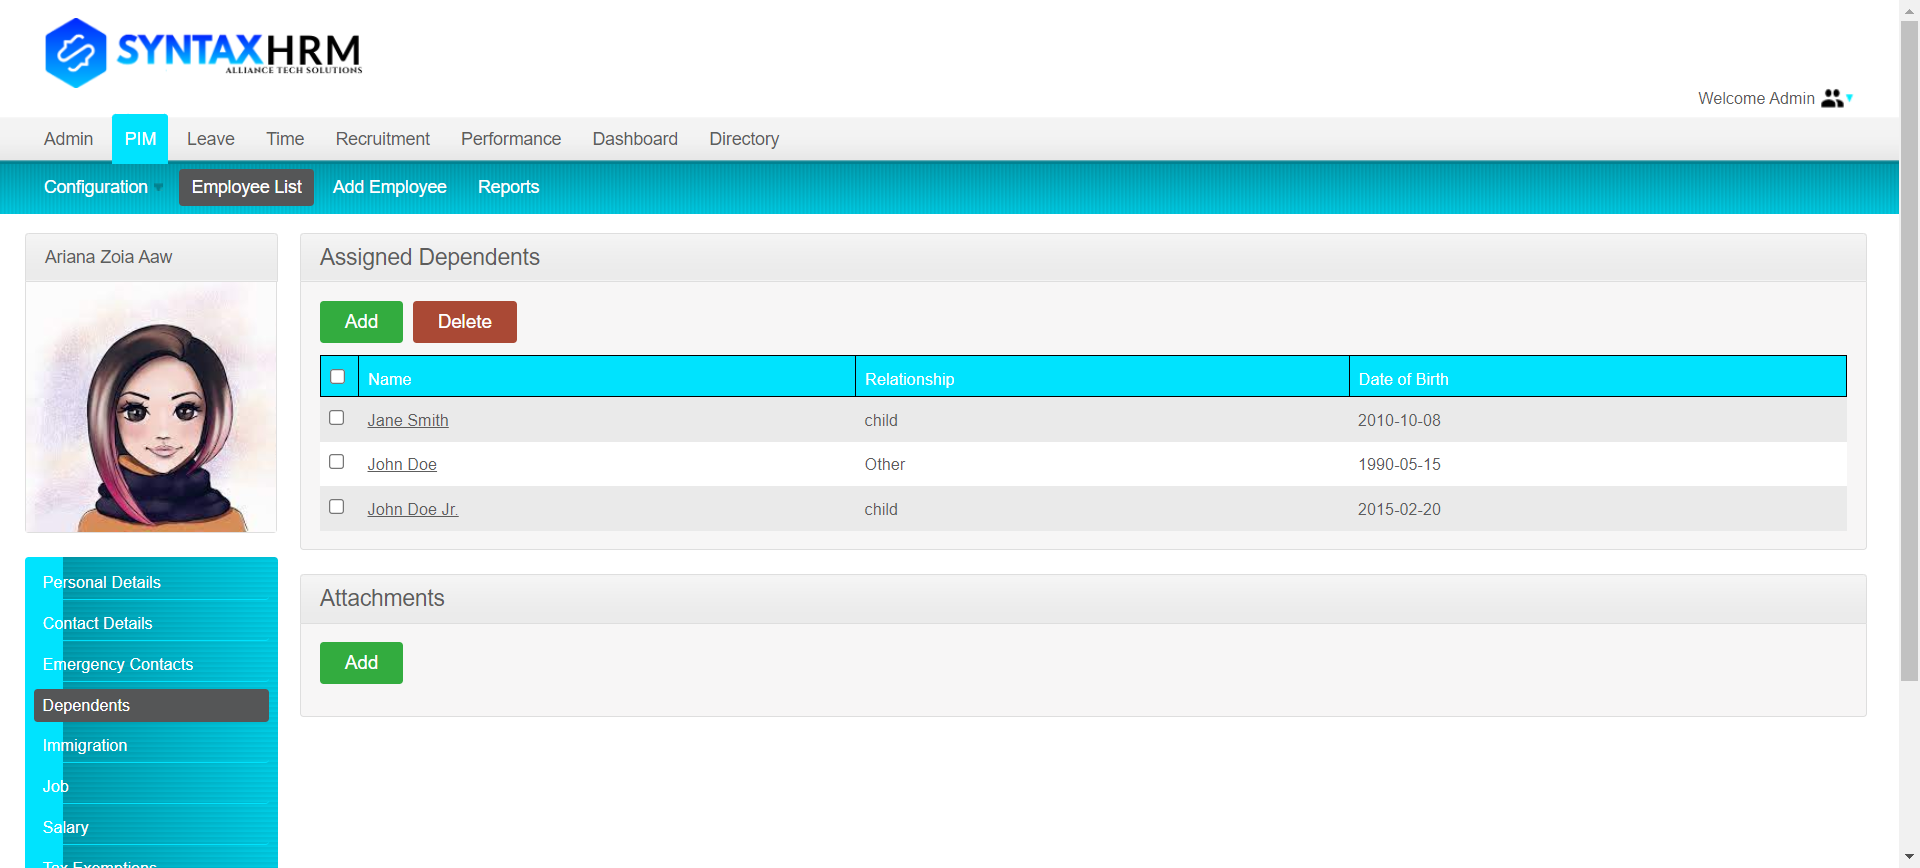 SYNTAXHRM
ALLIANCE TECH SOLUTIONS
Welcome Admin
Admin PIM Leave Time Recruitment Performance Dashboard Directory
Configuration Employee List Add Employee Reports
Ariana Zoia Aaw
Assigned Dependents
Add Delete
Name Relationship Date of Birth
Jane Smith child 2010-10-08
John Doe Other 1990-05-15
John Doe Jr. child 2015-02-20
Personal Details
Contact Details
Emergency Contacts
Dependents
Immigration
Job
Salary
Tax Exemptions
Attachments
Add